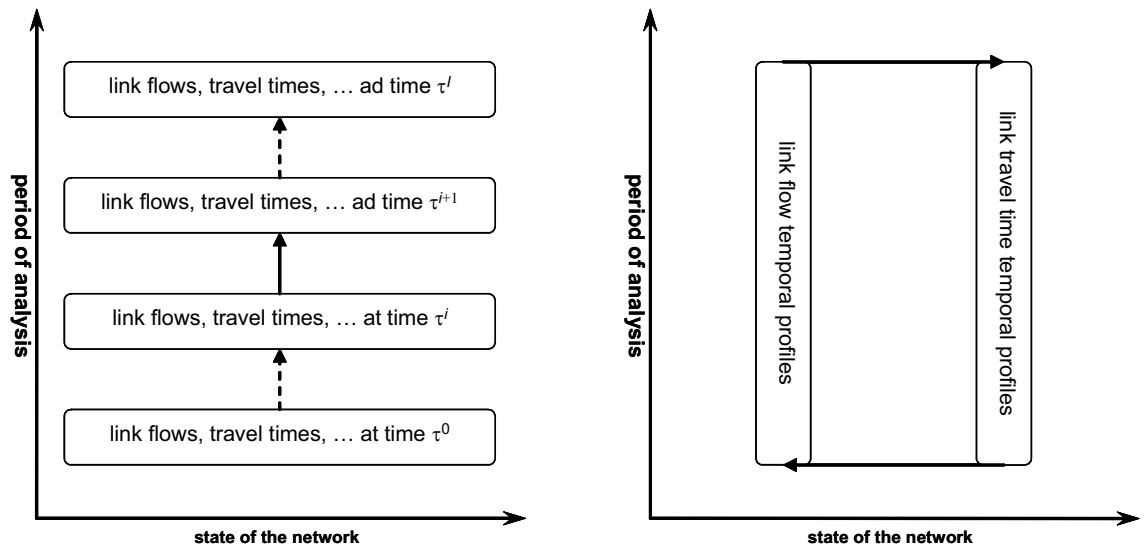 link flows, travel times, … ad time τ^I
link flows, travel times, … ad time τ^{i+1}
link flows, travel times, … at time τ^i
link flows, travel times, … at time τ^0
period of analysis
state of the network
link flow temporal profiles
link travel time temporal profiles
period of analysis
state of the network